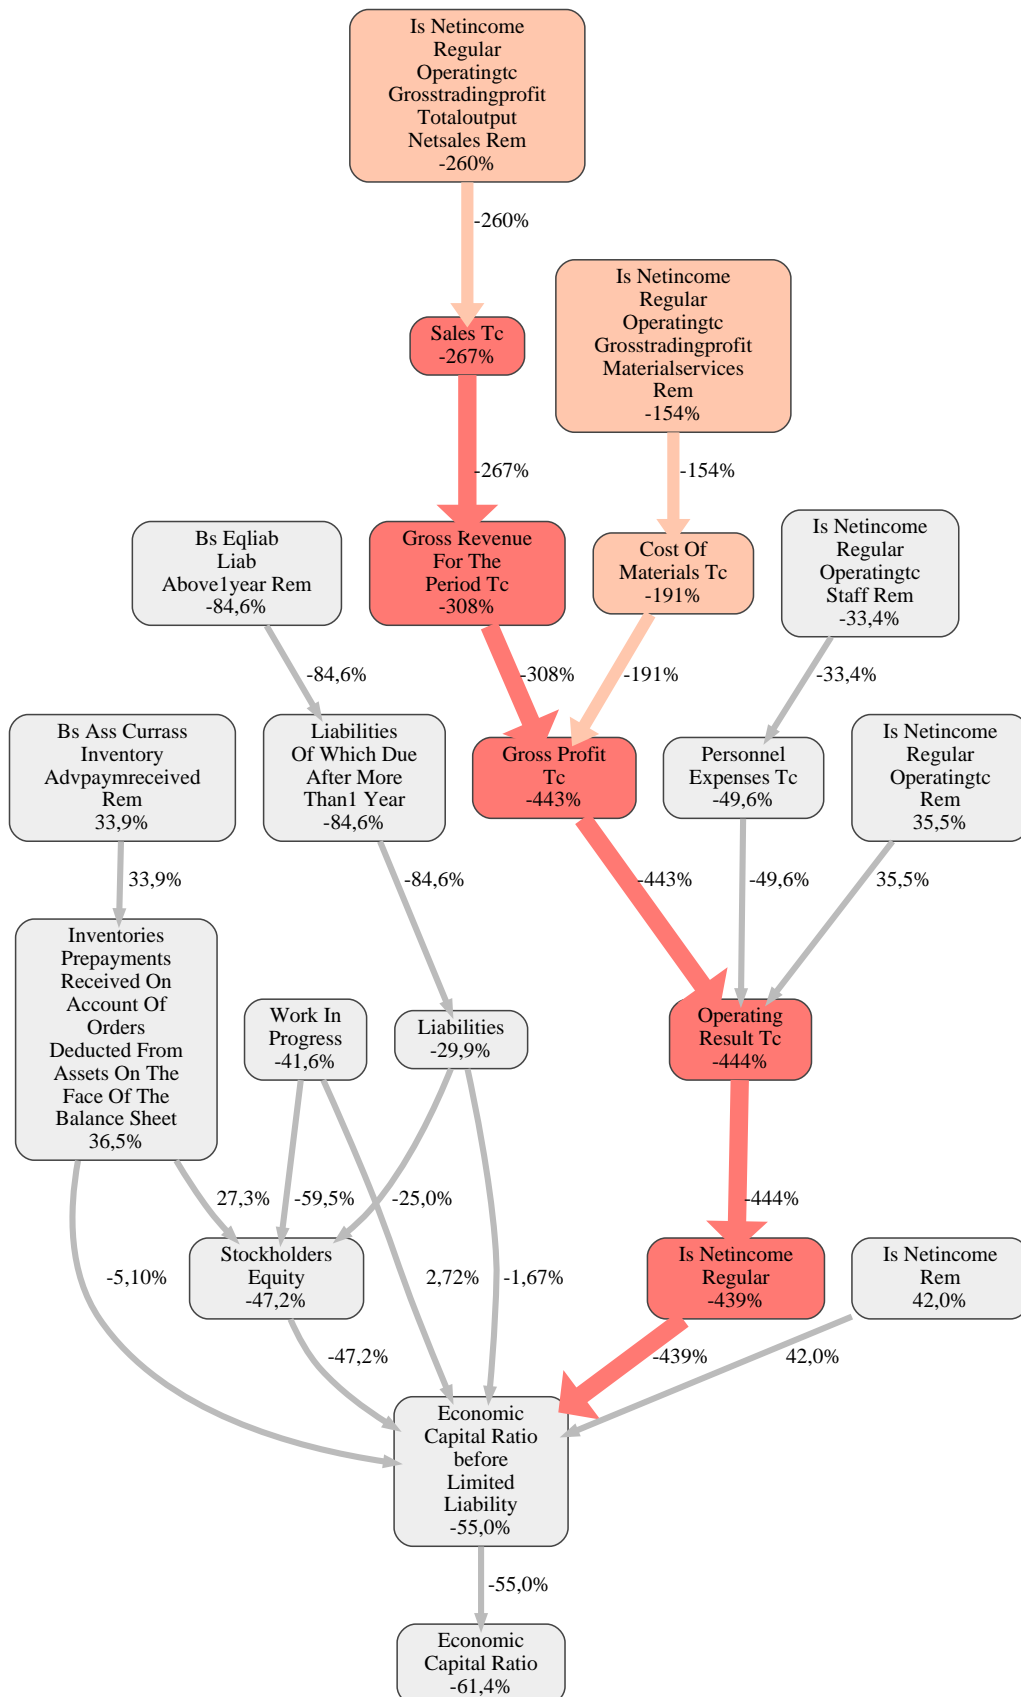 Is Netincome
Regular
Operatingtc
Grosstradingprofit
Totaloutput
Netsales Rem
-260%
-260%
Is Netincome
Regular
Operatingtc
Grosstradingprofit
Materialservices
Rem
-154%
Sales Tc
-267%
-267%
-154%
Bs Eqliab
Liab
Above1year Rem
-84,6%
Gross Revenue
For The
Period Tc
-308%
Cost Of
Materials Tc
-191%
Is Netincome
Regular
Operatingtc
Staff Rem
-33,4%
-84,6%
-308%
-191%
-33,4%
Bs Ass Currass
Inventory
Advpaymreceived
Rem
33,9%
Liabilities
Of Which Due
After More
Than1 Year
-84,6%
Gross Profit
Tc
-443%
Personnel
Expenses Tc
-49,6%
Is Netincome
Regular
Operatingtc
Rem
35,5%
33,9%
-84,6%
-443%
-49,6%
35,5%
Inventories
Prepayments
Received On
Account Of
Orders
Deducted From
Assets On The
Face Of The
Balance Sheet
36,5%
Work In
Progress
-41,6%
Liabilities
-29,9%
Operating
Result Tc
-444%
27,3%
-59,5%
-25,0%
-444%
Stockholders
Equity
-47,2%
-5,10%
2,72%
-1,67%
Is Netincome
Regular
-439%
Is Netincome
Rem
42,0%
-47,2%
-439%
42,0%
Economic
Capital Ratio
before
Limited
Liability
-55,0%
-55,0%
Economic
Capital Ratio
-61,4%